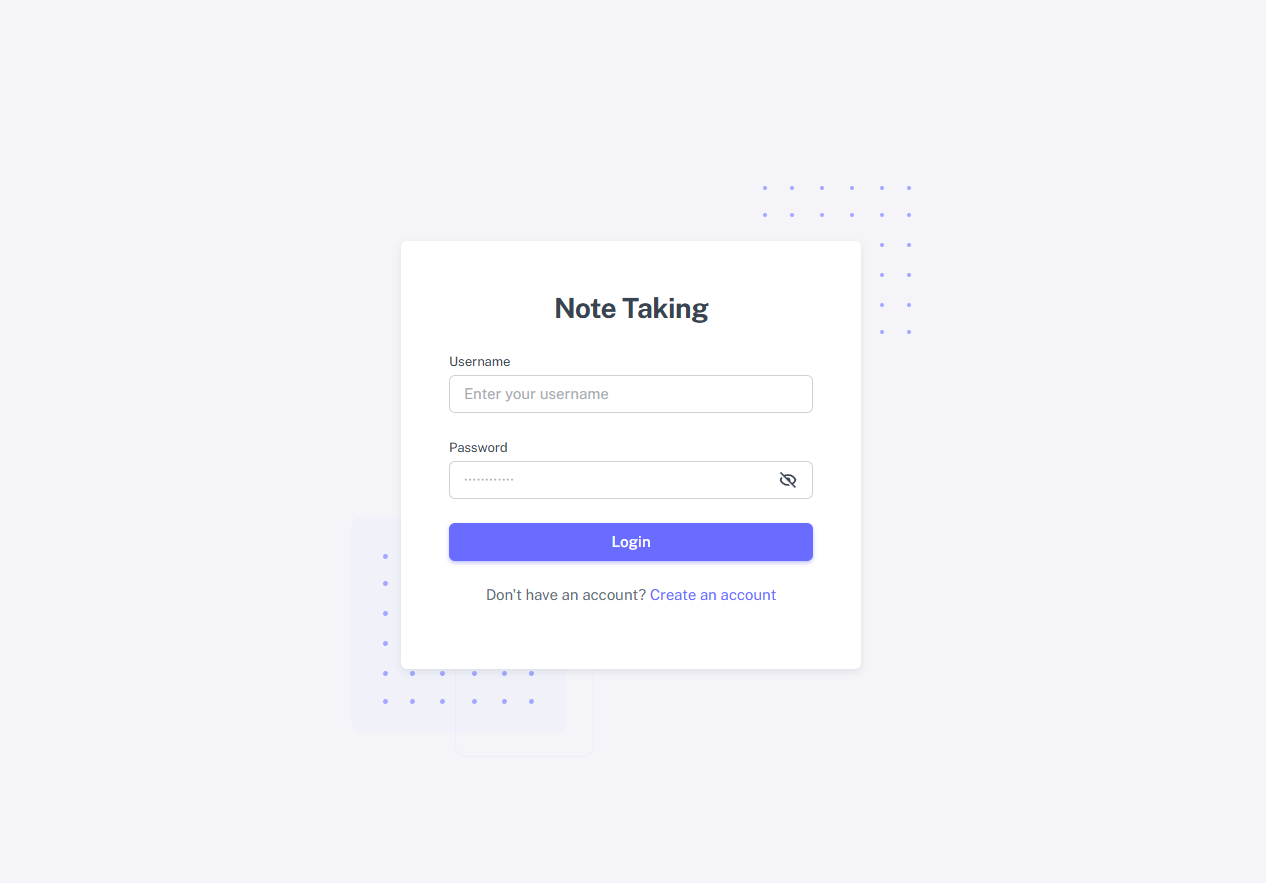 Note Taking
Username
Enter your username
Password
············
Login
Don't have an account? Create an account